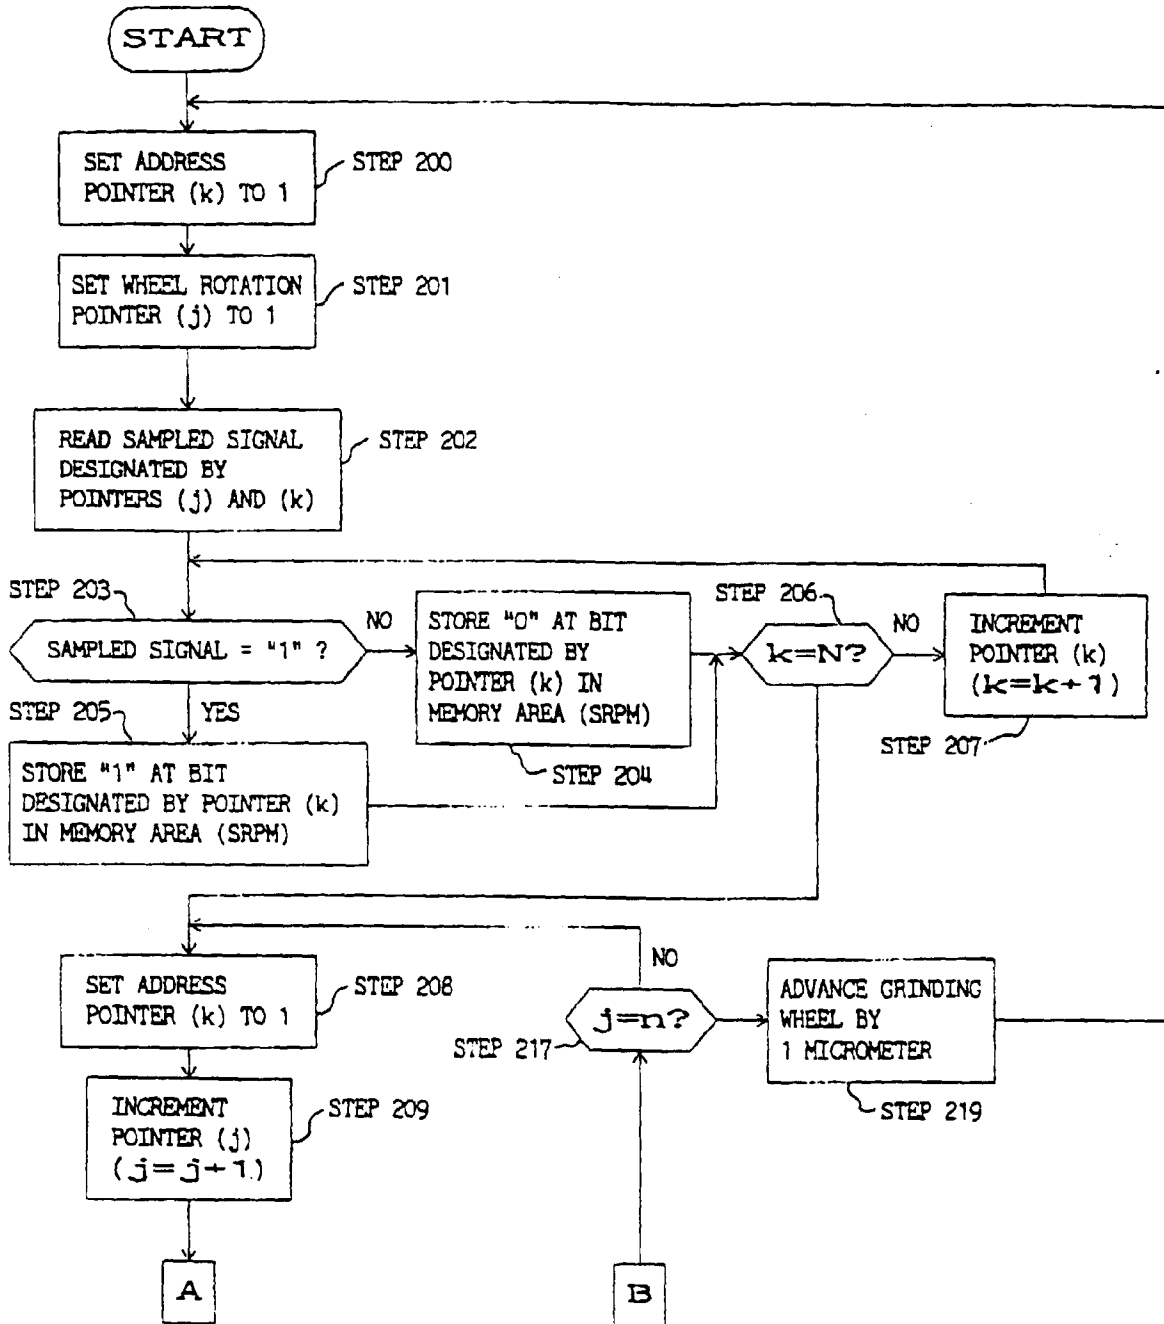 START
SET ADDRESS
POINTER (k) TO 1
STEP 200
SET WHEEL ROTATION
POINTER (j) TO 1
STEP 201
READ SAMPLED SIGNAL
DESIGNATED BY
POINTERS (j) AND (k)
STEP 202
STEP 203
SAMPLED SIGNAL = "1" ?
NO
YES
STORE "0" AT BIT
DESIGNATED BY
POINTER (k) IN
MEMORY AREA (SRPM)
STEP 204
STEP 205
STORE "1" AT BIT
DESIGNATED BY POINTER (k)
IN MEMORY AREA (SRPM)
STEP 206
k=N?
NO
INCREMENT
POINTER (k)
(k=k+1)
STEP 207
SET ADDRESS
POINTER (k) TO 1
STEP 208
INCREMENT
POINTER (j)
(j=j+1)
STEP 209
A
NO
j=n?
STEP 217
ADVANCE GRINDING
WHEEL BY
1 MICROMETER
STEP 219
B